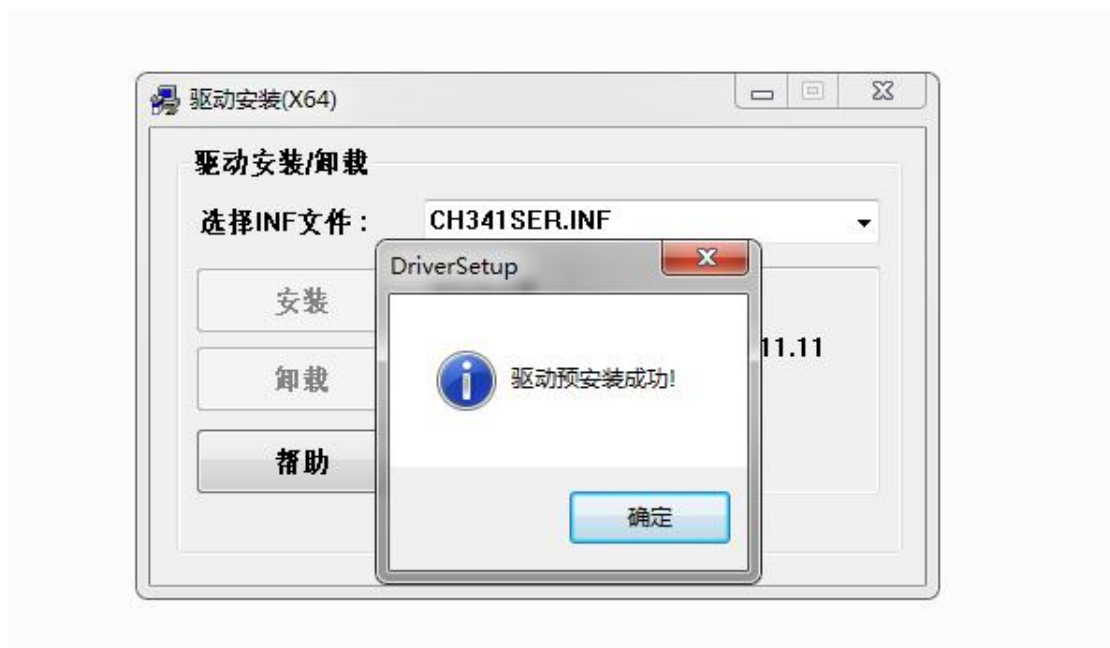 驱动安装(X64)
驱动安装/卸载
选择INF文件：
CH341SER.INF
DriverSetup
安装
11.11
驱动预安装成功!
卸载
帮助
确定